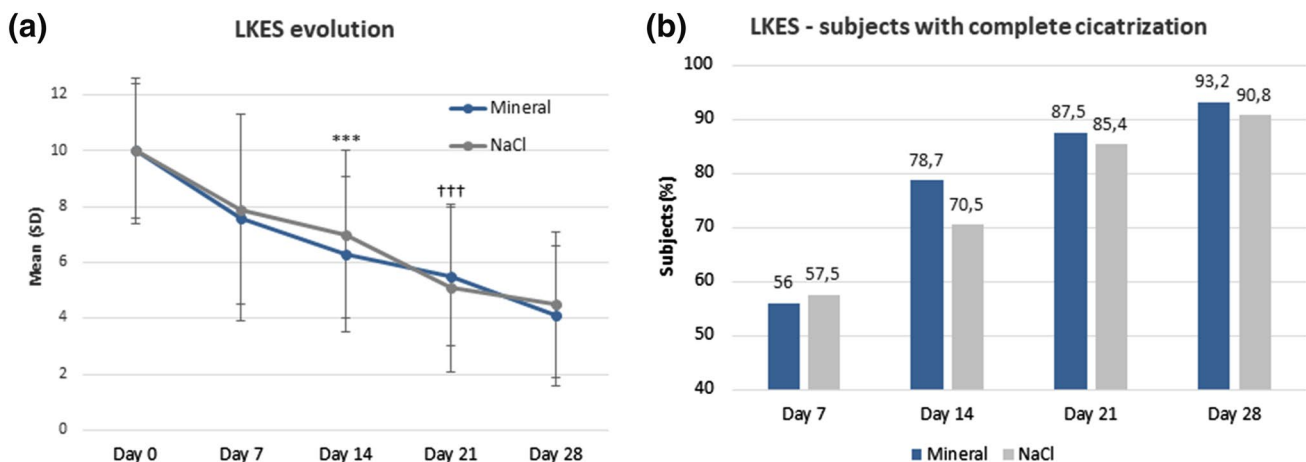 (a)
LKES evolution
Mean (SD)
12
10
8
6
4
2
0
Mineral
NaCl
***
†††
Day 0 Day 7 Day 14 Day 21 Day 28
(b)
LKES - subjects with complete cicatrization
Subjects (%)
100
90
80
70
60
50
40
56 57,5
78,7 70,5
87,5 85,4
93,2 90,8
Day 7 Day 14 Day 21 Day 28
Mineral NaCl